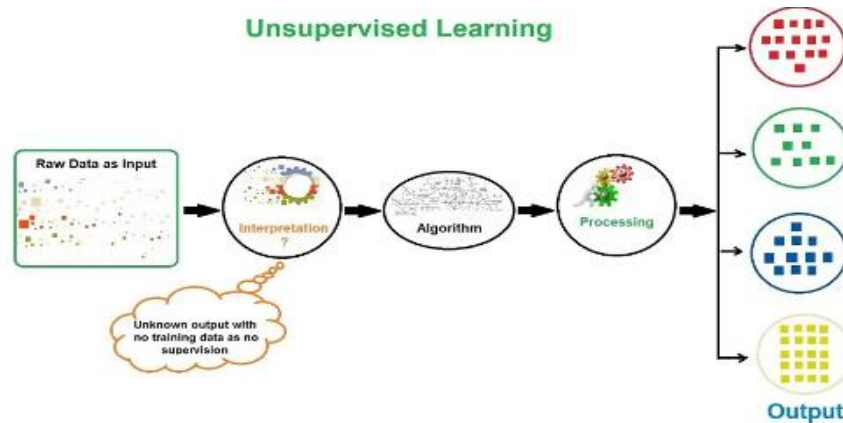 Unsupervised Learning
Raw Data as Input
Interpretation
?
Algorithm
Processing
Unknown output with
no training data as no
supervision
Output